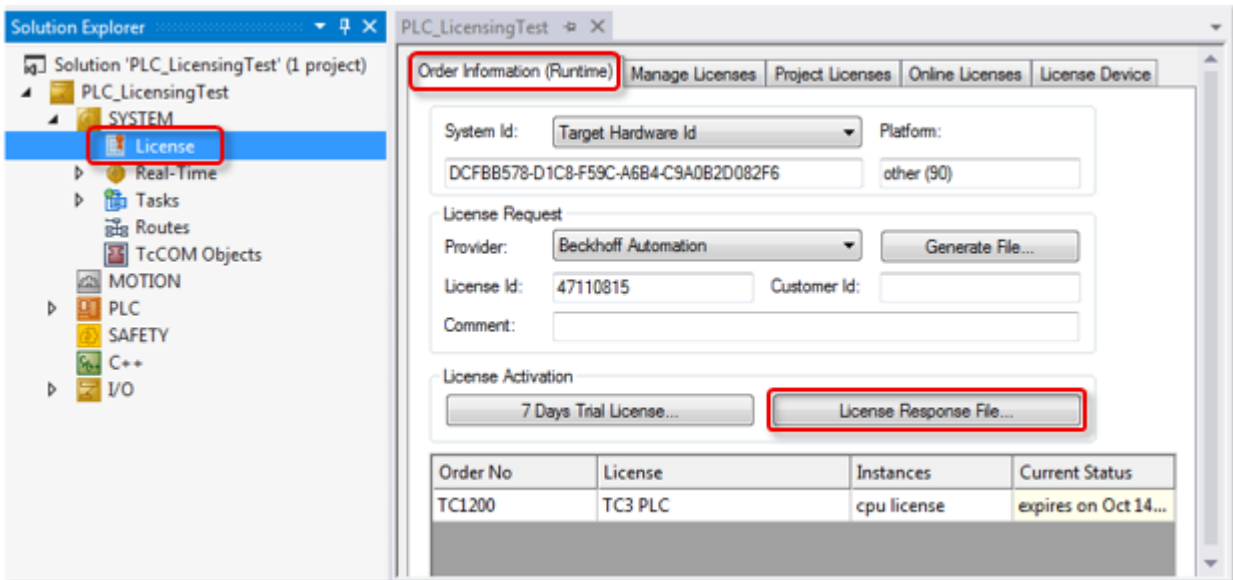 Solution Explorer
Solution 'PLC_LicensingTest' (1 project)
PLC_LicensingTest
SYSTEM
License
Real-Time
Tasks
Routes
TcCOM Objects
MOTION
PLC
SAFETY
C++
I/O
PLC_LicensingTest
Order Information (Runtime) Manage Licenses Project Licenses Online Licenses License Device
System Id: Target Hardware Id Platform:
DCFBB578-D1C8-F59C-A6B4-C9A0B2D082F6 other (90)
License Request
Provider: Beckhoff Automation Generate File...
License Id: 47110815 Customer Id:
Comment:
License Activation
7 Days Trial License... License Response File...
Order No License Instances Current Status
TC1200 TC3 PLC cpu license expires on Oct 14...